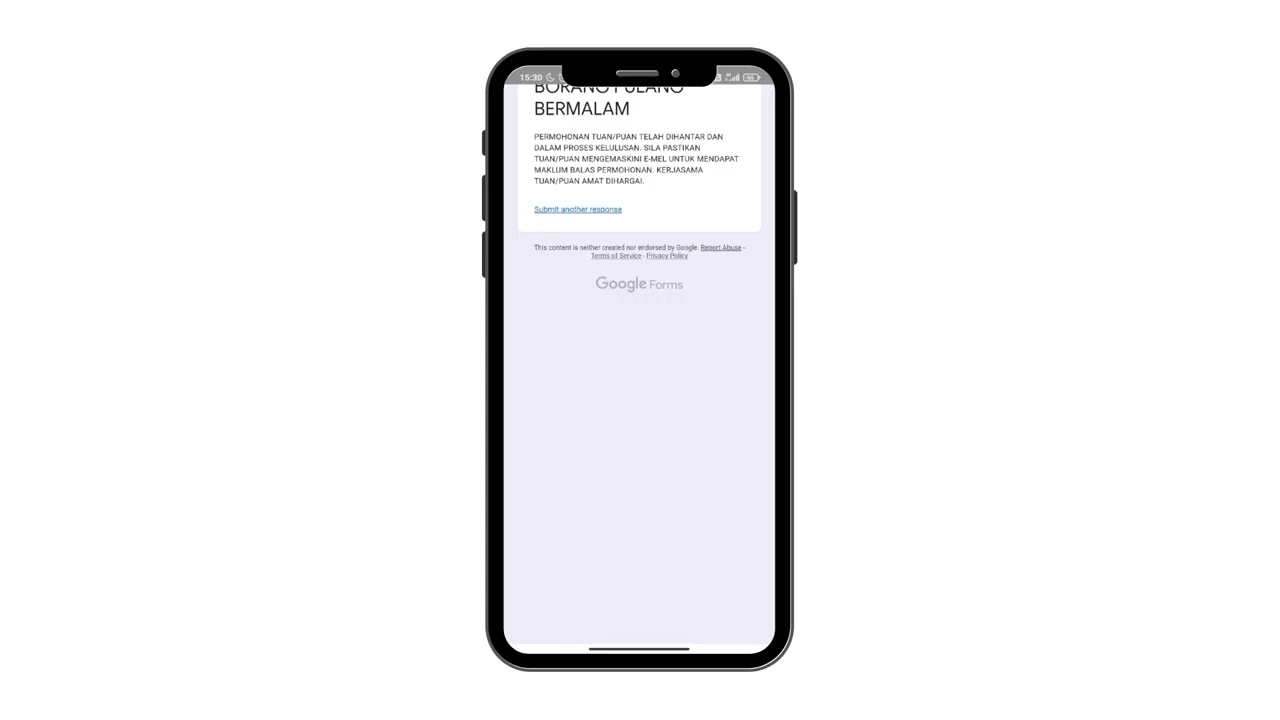 15:30
BORANG PULANG
BERMALAM
PERMOHONAN TUAN/PUAN TELAH DIHANTAR DAN
DALAM PROSES KELULUSAN. SILA PASTIKAN
TUAN/PUAN MENGEMASKINI E-MEL UNTUK MENDAPAT
MAKLUM BALAS PERMOHONAN. KERJASAMA
TUAN/PUAN AMAT DIHARGAI.
Submit another response
This content is neither created nor endorsed by Google. Report Abuse -
Terms of Service - Privacy Policy
Google Forms